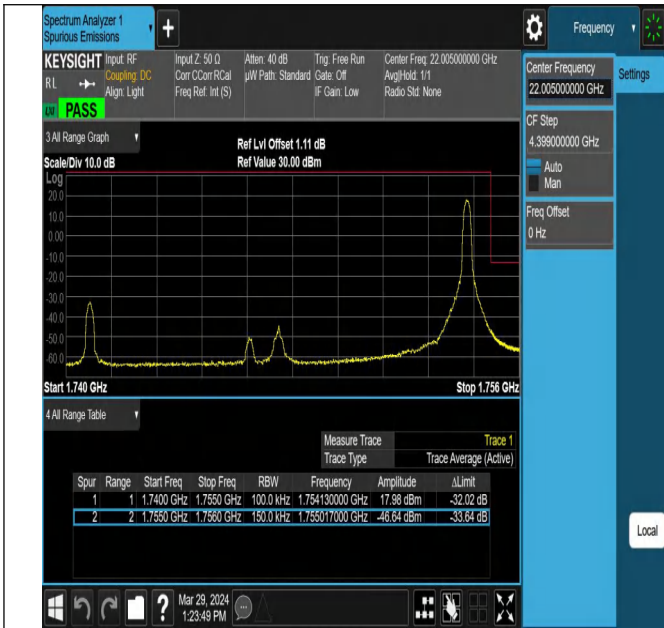 Spectrum Analyzer 1
Spurious Emissions
Frequency
KEYSIGHT Input: RF Input Z: 50 Ω Atten: 40 dB Trig: Free Run Center Freq: 22.005000000 GHz
RL Coupling: DC Corr CCorr RCal µW Path: Standard Gate: Off Avg|Hold: 1/1
Align: Light Freq Ref: Int (S) IF Gain: Low Radio Std: None
PASS
Center Frequency
22.005000000 GHz
Settings
CF Step
4.399000000 GHz
Auto
Man
Freq Offset
0 Hz
3 All Range Graph
Ref Lvl Offset 1.11 dB
Scale/Div 10.0 dB Ref Value 30.00 dBm
Log
20.0
10.0
0.00
-10.0
-20.0
-30.0
-40.0
-50.0
-60.0
Start 1.740 GHz Stop 1.756 GHz
4 All Range Table
Measure Trace Trace 1
Trace Type Trace Average (Active)
Spur Range Start Freq Stop Freq RBW Frequency Amplitude ΔLimit
1 1 1.7400 GHz 1.7550 GHz 100.0 kHz 1.754130000 GHz 17.98 dBm -32.02 dB
2 2 1.7550 GHz 1.7560 GHz 150.0 kHz 1.755017000 GHz -46.64 dBm -33.64 dB
Local
Mar 29, 2024
1:23:49 PM